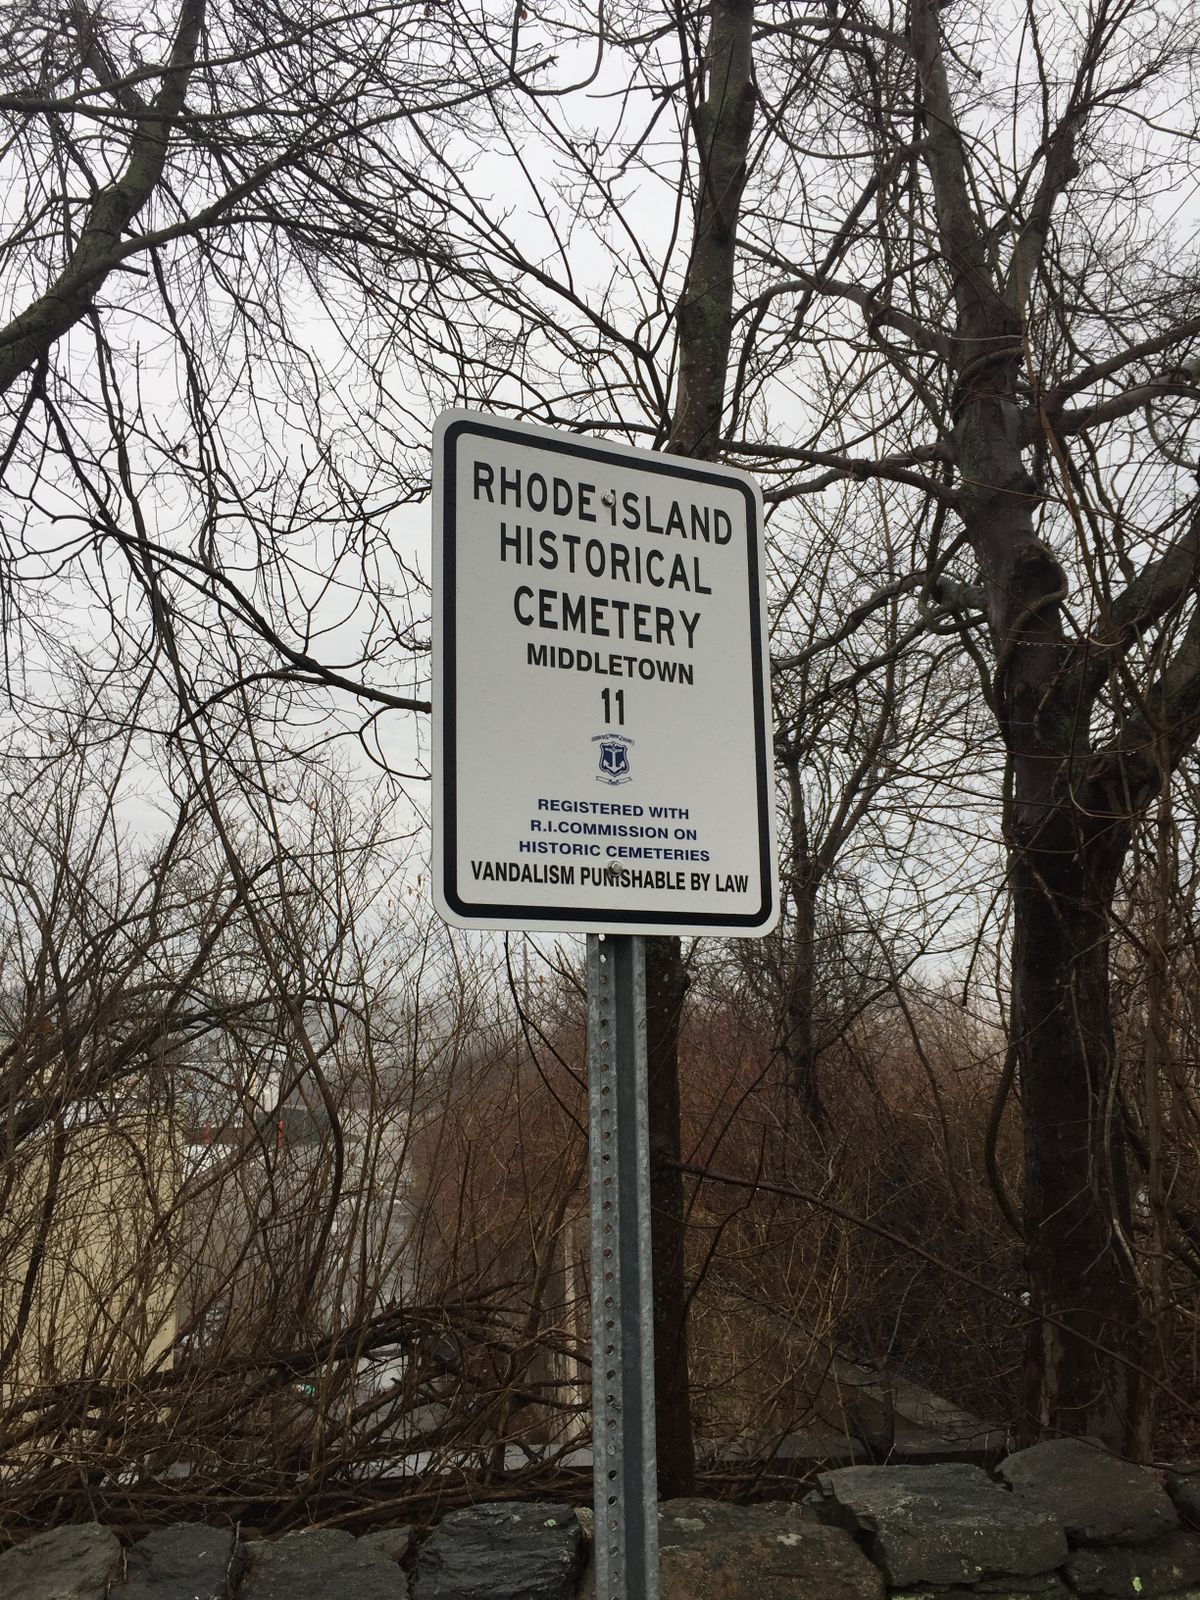 RHODE ISLAND
HISTORICAL
CEMETERY
MIDDLETOWN
11
REGISTERED WITH
R.I.COMMISSION ON
HISTORIC CEMETERIES
VANDALISM PUNISHABLE BY LAW